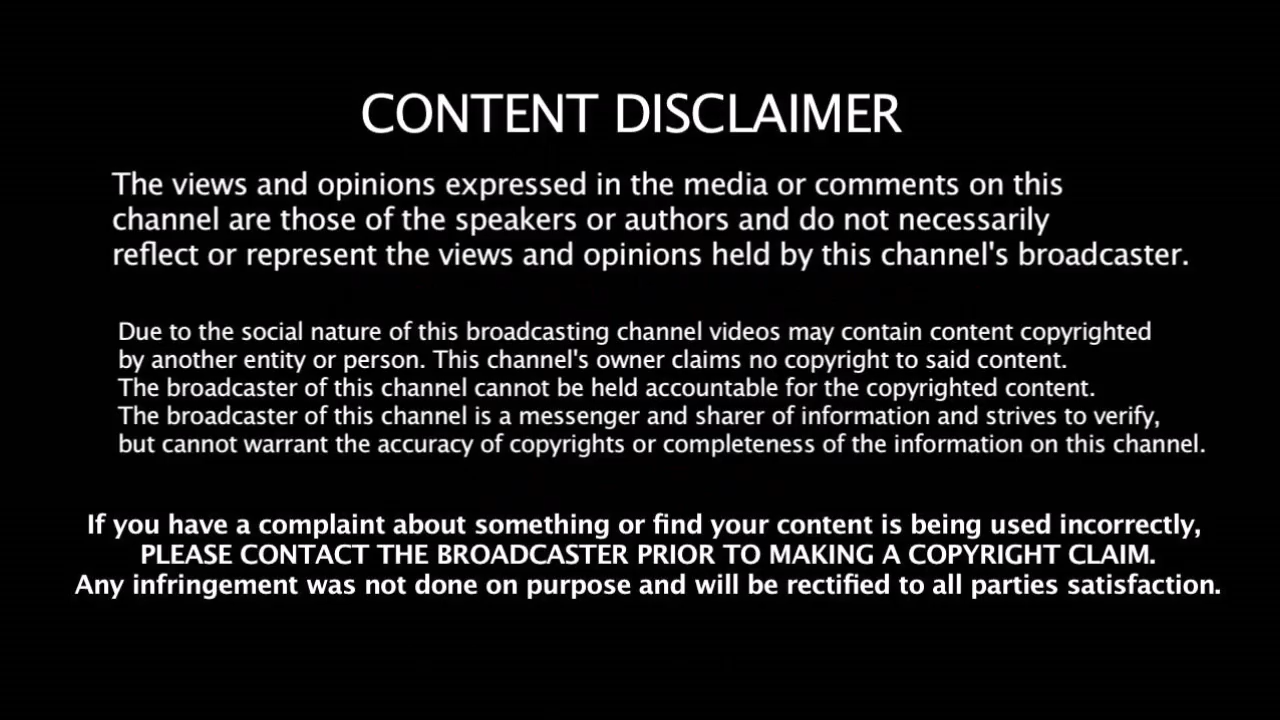 CONTENT DISCLAIMER
The views and opinions expressed in the media or comments on this
channel are those of the speakers or authors and do not necessarily
reflect or represent the views and opinions held by this channel's broadcaster.
Due to the social nature of this broadcasting channel videos may contain content copyrighted
by another entity or person. This channel's owner claims no copyright to said content.
The broadcaster of this channel cannot be held accountable for the copyrighted content.
The broadcaster of this channel is a messenger and sharer of information and strives to verify,
but cannot warrant the accuracy of copyrights or completeness of the information on this channel.
If you have a complaint about something or find your content is being used incorrectly,
PLEASE CONTACT THE BROADCASTER PRIOR TO MAKING A COPYRIGHT CLAIM.
Any infringement was not done on purpose and will be rectified to all parties satisfaction.